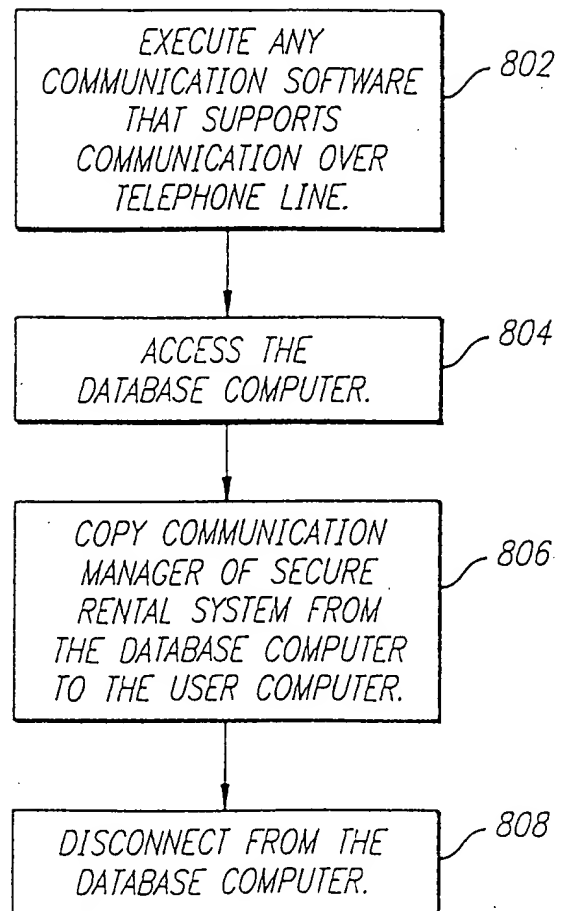 EXECUTE ANY
COMMUNICATION SOFTWARE
THAT SUPPORTS
COMMUNICATION OVER
TELEPHONE LINE.
802
ACCESS THE
DATABASE COMPUTER.
804
COPY COMMUNICATION
MANAGER OF SECURE
RENTAL SYSTEM FROM
THE DATABASE COMPUTER
TO THE USER COMPUTER.
806
DISCONNECT FROM THE
DATABASE COMPUTER.
808